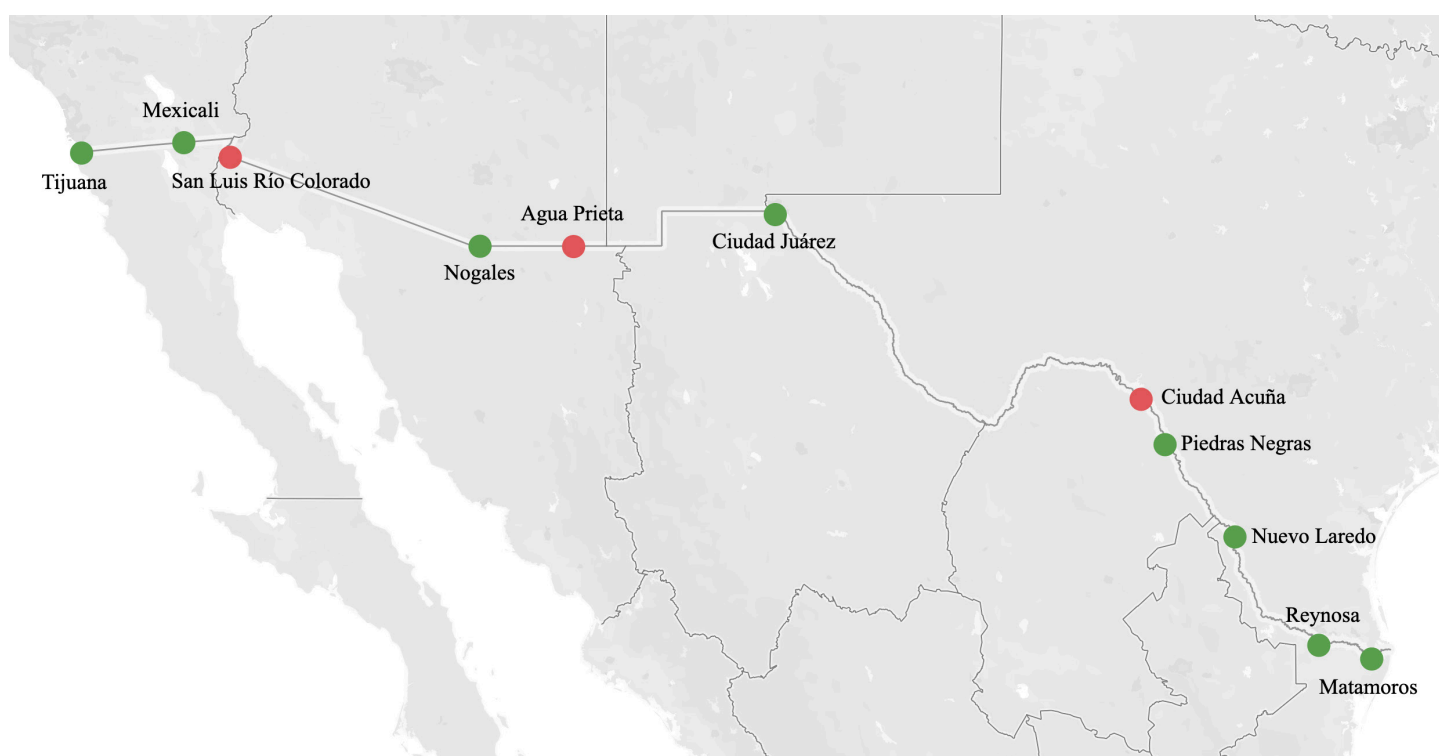 Mexicali
Tijuana
San Luis Río Colorado
Agua Prieta
Nogales
Ciudad Juárez
Ciudad Acuña
Piedras Negras
Nuevo Laredo
Reynosa
Matamoros